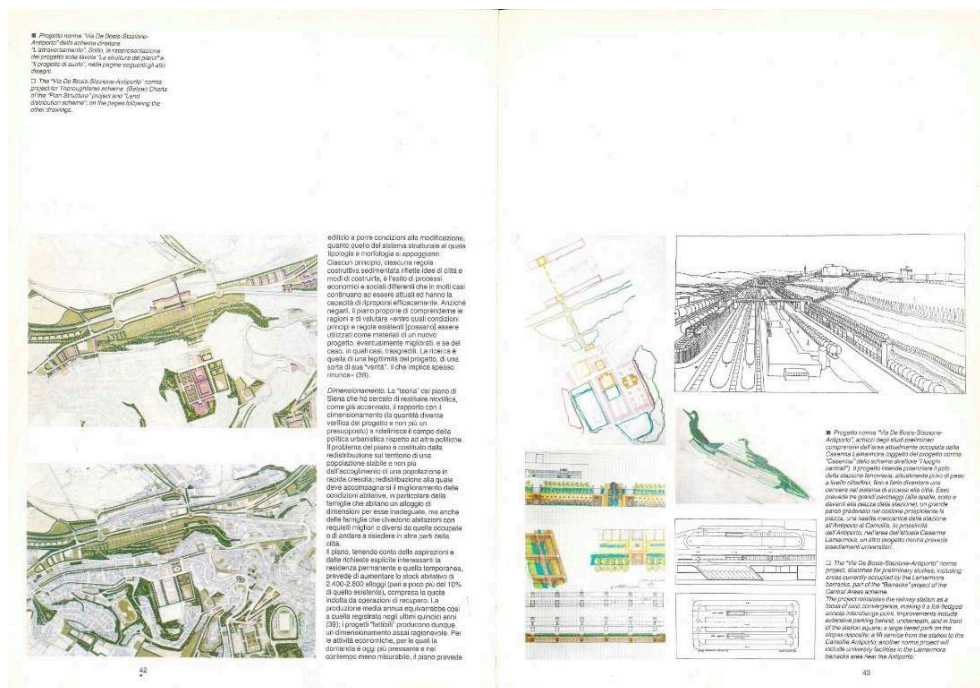 ■ Progetto norma "Via De Bosis-Stazione-
Antiporto" dello schema direttore
"L'attraversamento". Sotto, la rappresentazione
del progetto sulle tavole "La struttura del piano" e
"Il progetto di suolo"; nelle pagine seguenti gli altri
disegni.
□ The "Via De Bosis-Stazione-Antiporto" norma
project for Thoroughfares scheme. (Below) Charts
of the "Plan Structure" project and "Land
distribution scheme"; on the pages following the
other drawings.
edilizio a porre condizioni alla modificazione,
quanto quello del sistema strutturale al quale
tipologia e morfologia si appoggiano.
Ciascun principio, ciascuna regola
costruttiva sedimentata riflette idee di città e
modi di costruirla, è l'esito di processi
economici e sociali differenti che in molti casi
continuano ad essere attuali ed hanno la
capacità di riproporsi efficacemente. Anziché
negarli, il piano propone di comprenderne le
ragioni e di valutare «entro quali condizioni
principi e regole esistenti [possano] essere
utilizzati come materiali di un nuovo
progetto, eventualmente migliorati, e se del
caso, in quali casi, trasgrediti. La ricerca è
quella di una legittimità del progetto, di una
sorta di sua "verità". Il che implica spesso
rinunce» (38).
Dimensionamento. La "teoria" del piano di
Siena che ho cercato di restituire modifica,
come già accennato, il rapporto con il
dimensionamento (la quantità diventa
verifica del progetto e non più un
presupposto) e ridefinisce il campo della
politica urbanistica rispetto ad altre politiche.
Il problema del piano è costituito dalla
redistribuzione sul territorio di una
popolazione stabile e non più
dell'accoglimento di una popolazione in
rapida crescita; redistribuzione alla quale
deve accompagnarsi il miglioramento delle
condizioni abitative, in particolare delle
famiglie che abitano un alloggio di
dimensioni per esse inadeguate, ma anche
delle famiglie che chiedono abitazioni con
requisiti migliori o diversi da quelle occupate
o di andare a risiedere in altre parti della
città.
Il piano, tenendo conto delle aspirazioni e
delle richieste esplicite interessanti la
residenza permanente e quella temporanea,
prevede di aumentare lo stock abitativo di
2.400-2.800 alloggi (pari a poco più del 10%
di quello esistente), compresa la quota
indotta da operazioni di recupero. La
produzione media annua equivarrebbe così
a quella registrata negli ultimi quindici anni
(39); i progetti "fattibili" producono dunque
un dimensionamento assai ragionevole. Per
le attività economiche, per le quali la
domanda è oggi più pressante e nel
contempo meno misurabile, il piano prevede
42
■ Progetto norma "Via De Bosis-Stazione-
Antiporto", schizzi degli studi preliminari
comprensivi dell'area attualmente occupata dalla
Caserma Lamarmora (oggetto del progetto norma
"Caserma" dello schema direttore "I luoghi
centrali"). Il progetto intende potenziare il polo
della stazione ferroviaria, attualmente privo di peso
a livello cittadino, fino a farlo diventare una
cerniera nel sistema di accesso alla città. Esso
prevede tre grandi parcheggi (alle spalle, sotto e
davanti alla piazza della stazione), un grande
parco gradonato nel costone prospiciente la
piazza, una risalita meccanica dalla stazione
all'Antiporto di Camollia. In prossimità
dell'Antiporto, nell'area dell'attuale Caserma
Lamarmora, un altro progetto norma prevede
insediamenti universitari.
□ The "Via De Bosis-Stazione-Antiporto" norma
project, sketches for preliminary studies, including
areas currently occupied by the Lamarmora
barracks, part of the "Barracks" project of the
Central Areas scheme.
The project reinstates the railway station as a
focus of civic convergence, making it a full-fledged
access interchange point. Improvements include
extensive parking behind, underneath, and in front
of the station square; a large tiered park on the
slopes opposite; a lift service from the station to the
Camollia Antiporto; another norma project will
include university facilities in the Lamarmora
barracks area near the Antiporto.
43